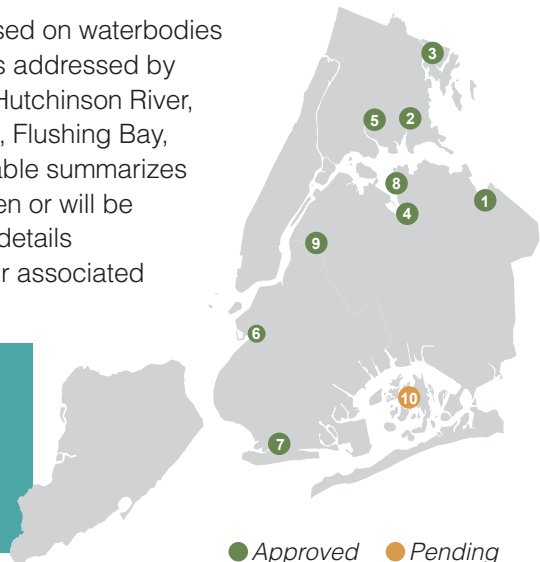 sed on waterbodies
s addressed by
Hutchinson River,
, Flushing Bay,
able summarizes
en or will be
details
r associated
3
5
2
8
1
4
9
6
10
7
Approved
Pending